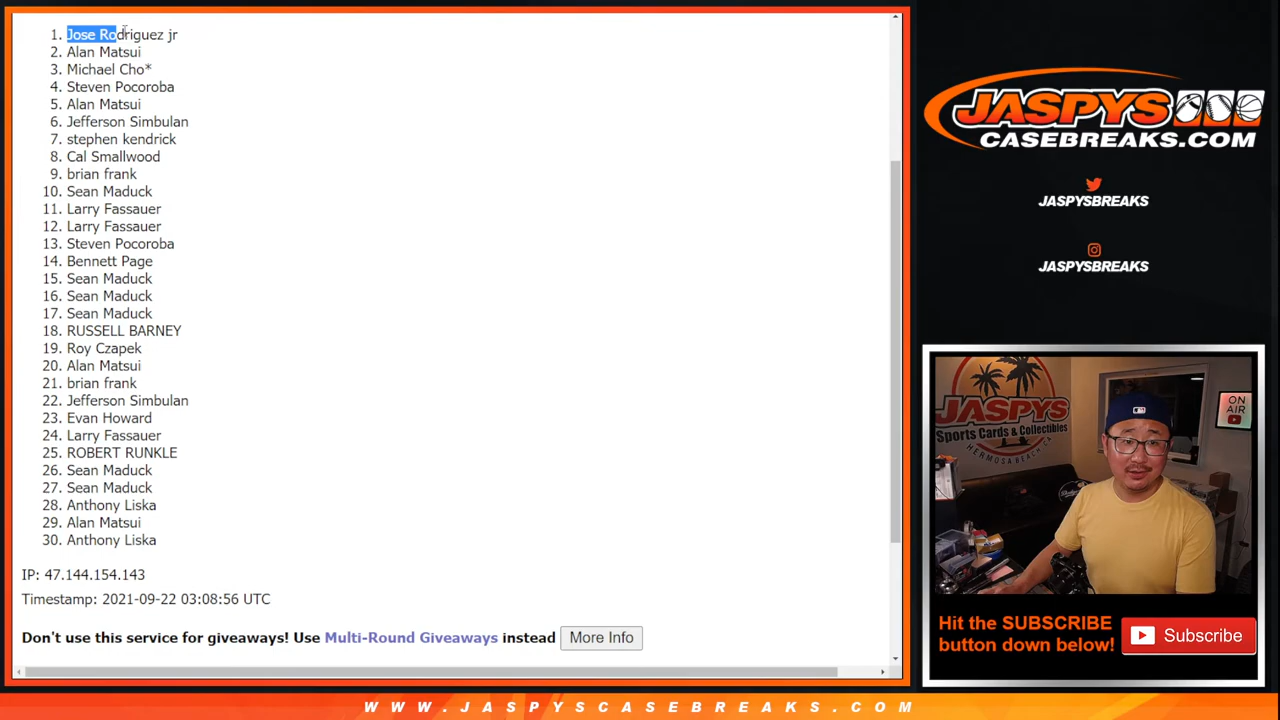 1. Jose Rodriguez jr
2. Alan Matsui
3. Michael Cho*
4. Steven Pocoroba
5. Alan Matsui
6. Jefferson Simbulan
7. stephen kendrick
8. Cal Smallwood
9. brian frank
10. Sean Maduck
11. Larry Fassauer
12. Larry Fassauer
13. Steven Pocoroba
14. Bennett Page
15. Sean Maduck
16. Sean Maduck
17. Sean Maduck
18. RUSSELL BARNEY
19. Roy Czapek
20. Alan Matsui
21. brian frank
22. Jefferson Simbulan
23. Evan Howard
24. Larry Fassauer
25. ROBERT RUNKLE
26. Sean Maduck
27. Sean Maduck
28. Anthony Liska
29. Alan Matsui
30. Anthony Liska
IP: 47.144.154.143
Timestamp: 2021-09-22 03:08:56 UTC
Don't use this service for giveaways! Use Multi-Round Giveaways instead More Info
JASPYS
CASEBREAKS.COM
JASPYSBREAKS
JASPYSBREAKS
JASPYS
Sports Cards & Collectibles
HERMOSA BEACH, CA
ON
AIR
Hit the SUBSCRIBE
button down below!
Subscribe
WWW.JASPYSCASEBREAKS.COM